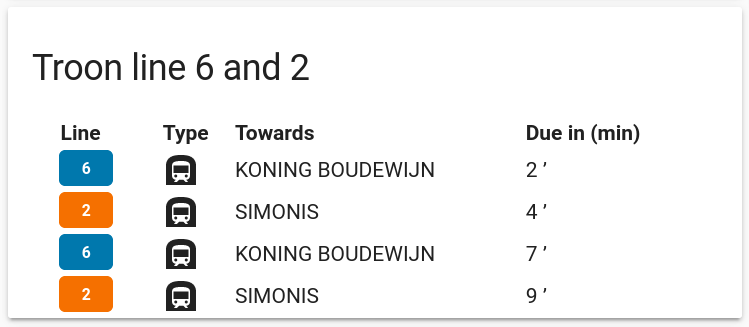 Troon line 6 and 2
Line Type Towards Due in (min)
6 KONING BOUDEWIJN 2 ’
2 SIMONIS 4 ’
6 KONING BOUDEWIJN 7 ’
2 SIMONIS 9 ’